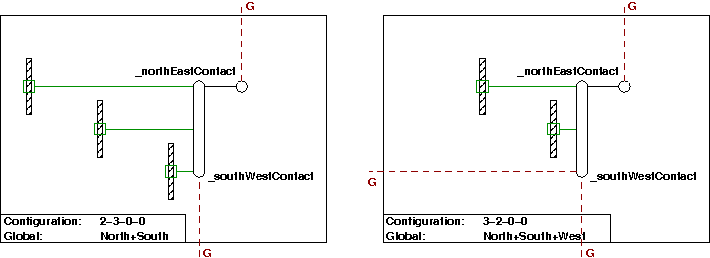 G
_northEastContact
_southWestContact
Configuration: 2-3-0-0
Global: North+South
G
G
_northEastContact
_southWestContact
G
Configuration: 3-2-0-0
Global: North+South+West
G